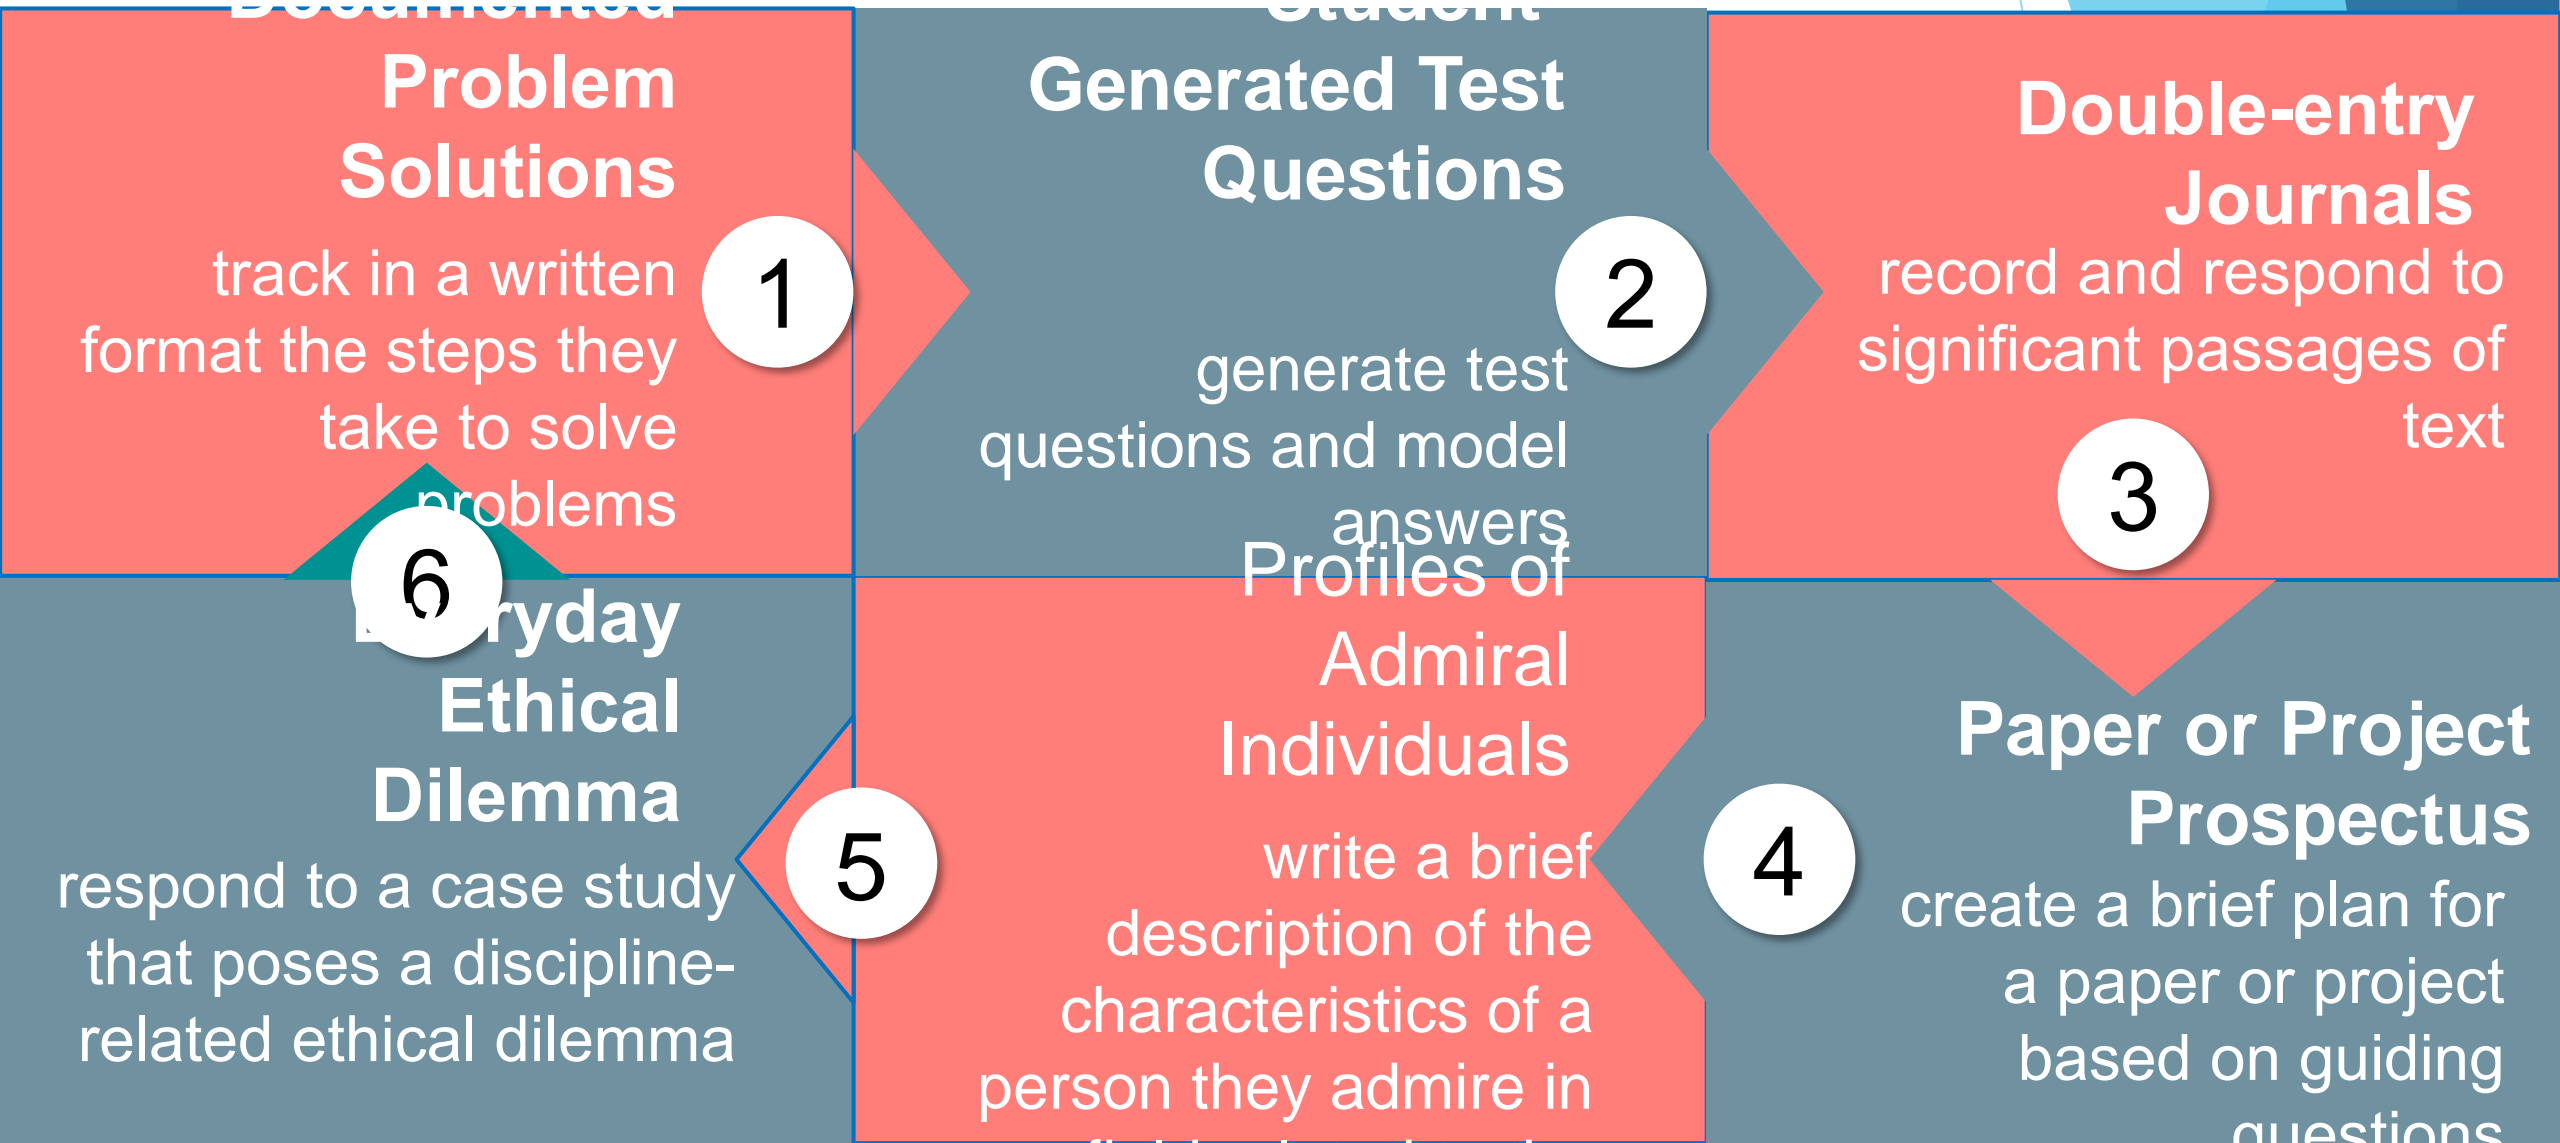 Documented
Problem
Solutions
track in a written
format the steps they
take to solve
problems
1
Student
Generated Test
Questions
generate test
questions and model
answers
2
Double-entry
Journals
record and respond to
significant passages of
text
3
Paper or Project
Prospectus
create a brief plan for
a paper or project
based on guiding
questions
4
Profiles of
Admiral
Individuals
write a brief
description of the
characteristics of a
person they admire in
5
Everyday
Ethical
Dilemma
respond to a case study
that poses a discipline-
related ethical dilemma
6